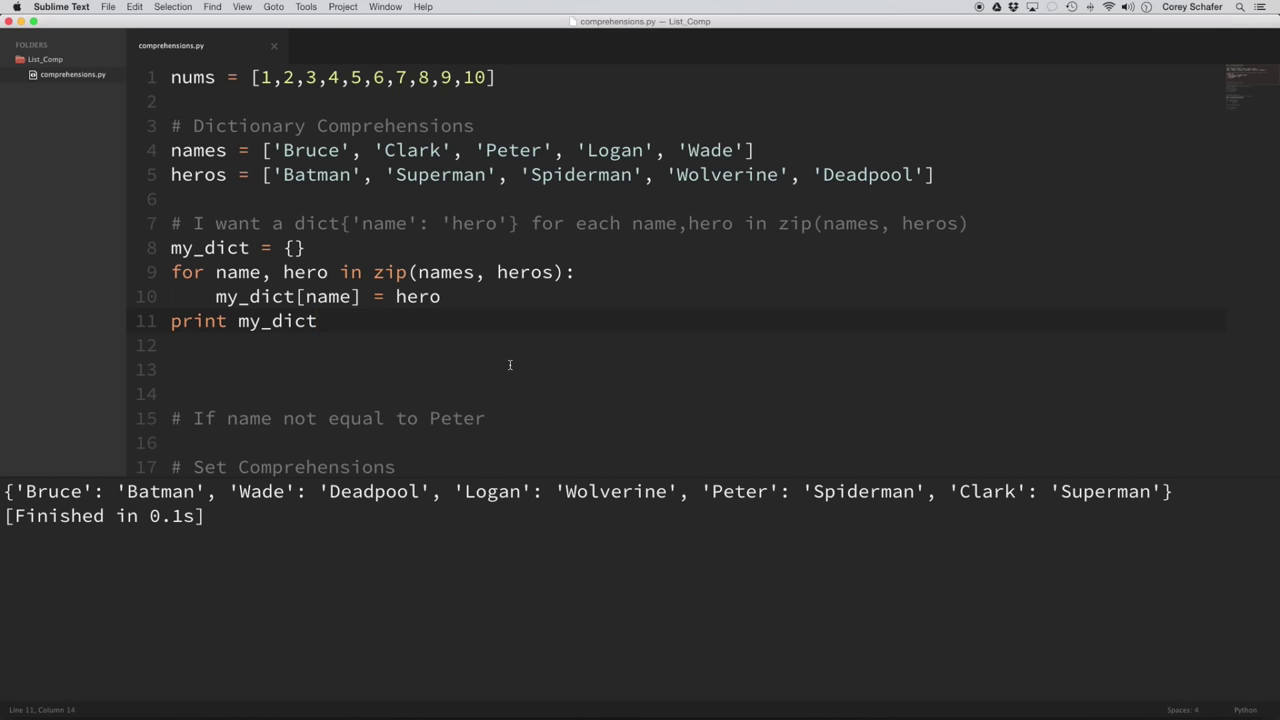 Sublime Text File Edit Selection Find View Goto Tools Project Window Help Corey Schafer
comprehensions.py — List_Comp
FOLDERS
List_Comp
comprehensions.py
comprehensions.py
1 nums = [1,2,3,4,5,6,7,8,9,10]
2
3 # Dictionary Comprehensions
4 names = ['Bruce', 'Clark', 'Peter', 'Logan', 'Wade']
5 heros = ['Batman', 'Superman', 'Spiderman', 'Wolverine', 'Deadpool']
6
7 # I want a dict{'name': 'hero'} for each name,hero in zip(names, heros)
8 my_dict = {}
9 for name, hero in zip(names, heros):
10     my_dict[name] = hero
11 print my_dict
12
13
14
15 # If name not equal to Peter
16
17 # Set Comprehensions
{'Bruce': 'Batman', 'Wade': 'Deadpool', 'Logan': 'Wolverine', 'Peter': 'Spiderman', 'Clark': 'Superman'}
[Finished in 0.1s]
Line 11, Column 14 Spaces: 4 Python